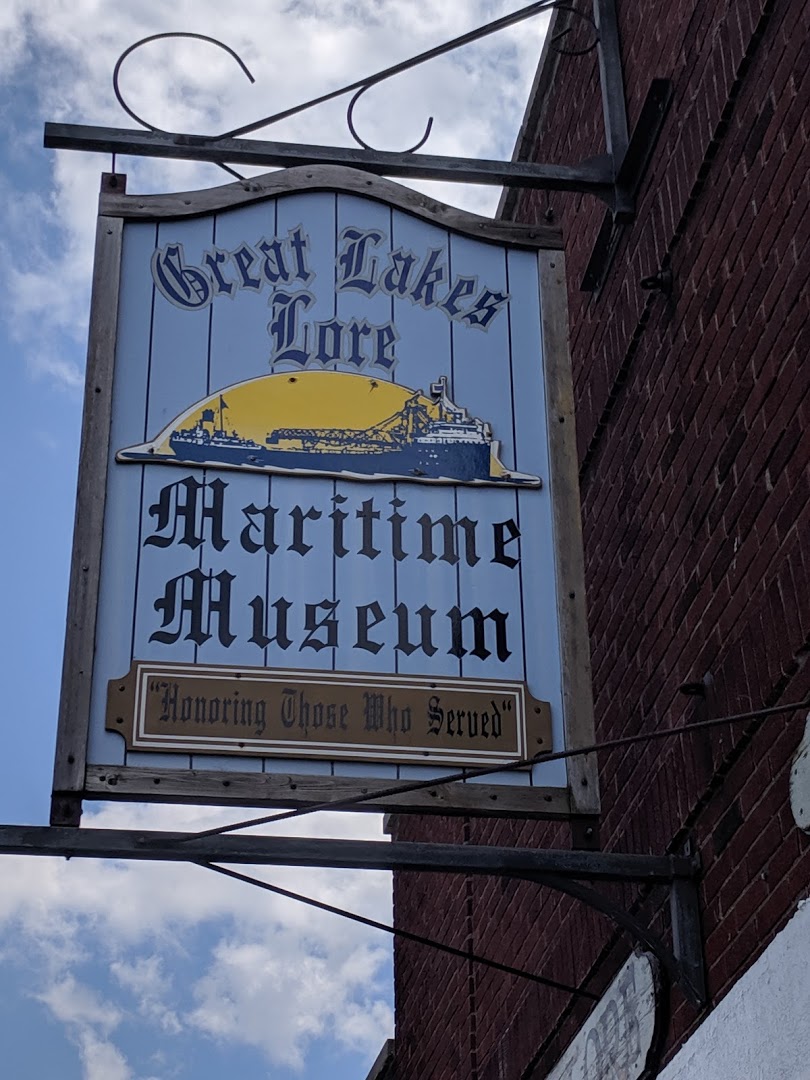 Great Lakes
Lore
Maritime
Museum
"Honoring Those Who Served"